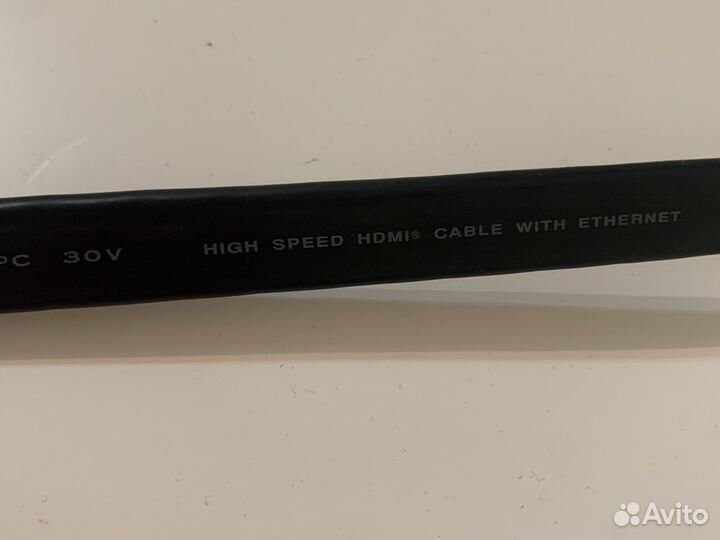 °C 30V HIGH SPEED HDMI® CABLE WITH ETHERNET
Avito